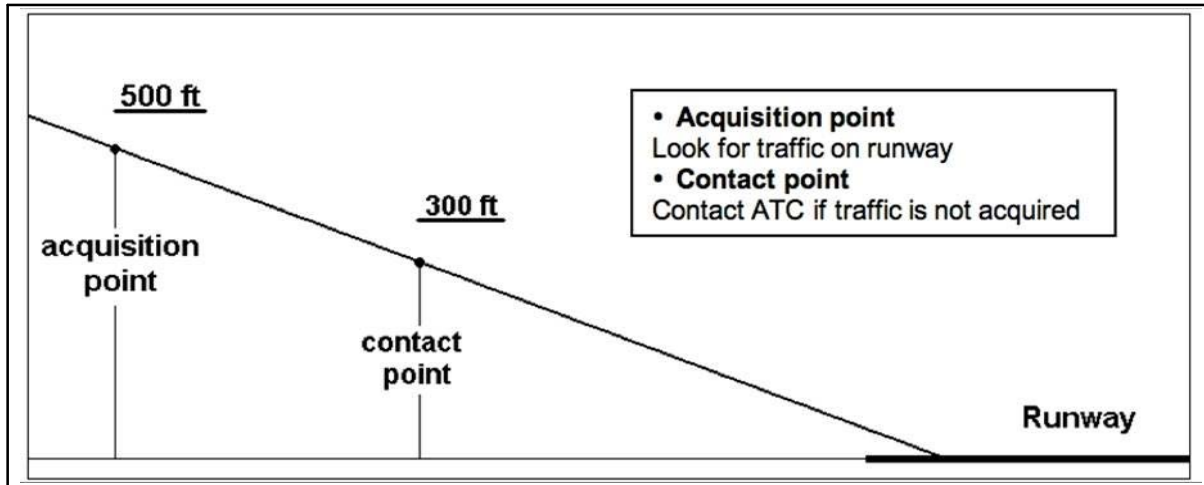 500 ft
acquisition
point
300 ft
contact
point
• Acquisition point
Look for traffic on runway
• Contact point
Contact ATC if traffic is not acquired
Runway